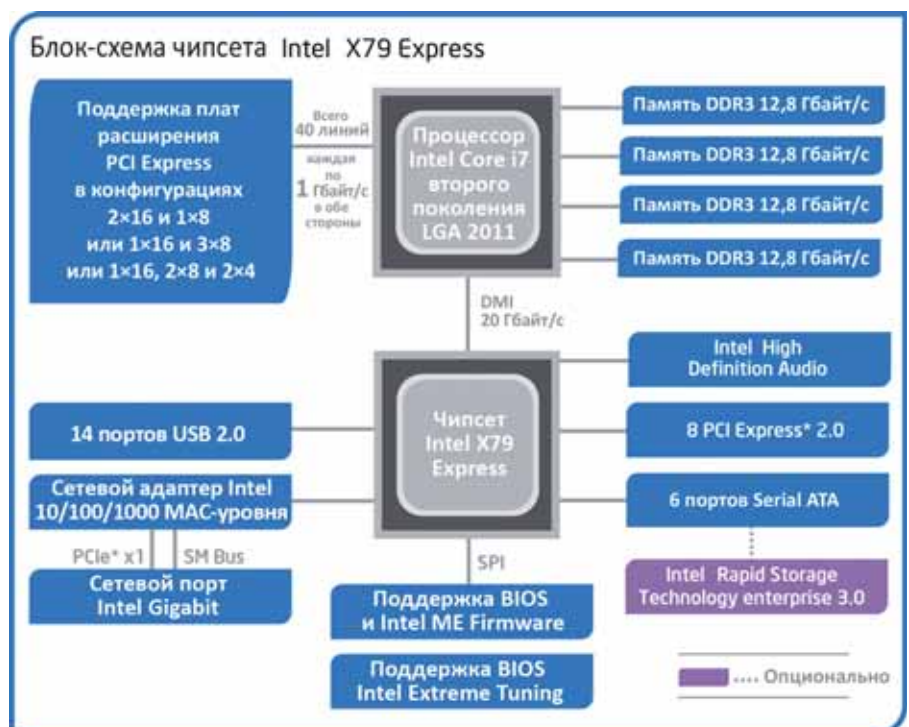 Блок-схема чипсета Intel X79 Express
Поддержка плат
расширения
PCI Express
в конфигурациях
2×16 и 1×8
или 1×16 и 3×8
или 1×16, 2×8 и 2×4
Всего
40 линий
каждая
по
1 Гбайт/с
в обе
стороны
Процессор
Intel Core i7
второго
поколения
LGA 2011
Память DDR3 12,8 Гбайт/с
Память DDR3 12,8 Гбайт/с
Память DDR3 12,8 Гбайт/с
Память DDR3 12,8 Гбайт/с
DMI
20 Гбайт/с
Intel High
Definition Audio
14 портов USB 2.0
Чипсет
Intel X79
Express
8 PCI Express* 2.0
Сетевой адаптер Intel
10/100/1000 MAC-уровня
6 портов Serial ATA
PCIe* x1
SM Bus
SPI
Сетевой порт
Intel Gigabit
Поддержка BIOS
и Intel ME Firmware
Intel Rapid Storage
Technology enterprise 3.0
Поддержка BIOS
Intel Extreme Tuning
.... Опционально